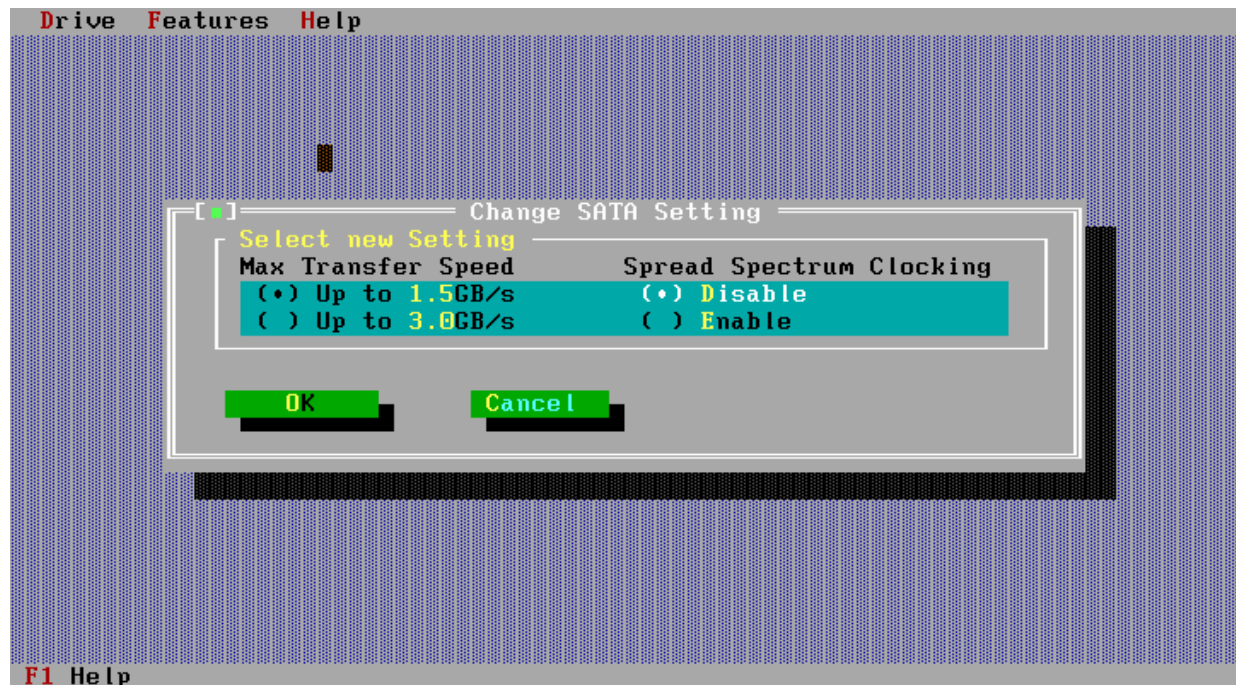 Drive Features Help
[■] Change SATA Setting
Select new Setting
Max Transfer Speed Spread Spectrum Clocking
(•) Up to 1.5GB/s (•) Disable
( ) Up to 3.0GB/s ( ) Enable
OK Cancel
F1 Help